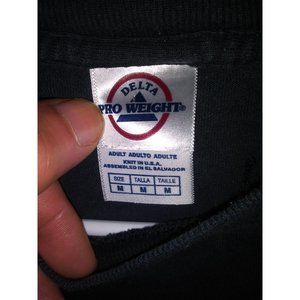 DELTA
PRO WEIGHT®
ADULT ADULTO ADULTE
KNIT IN U.S.A.
ASSEMBLED IN EL SALVADOR
SIZE TALLA TAILLE
M M M